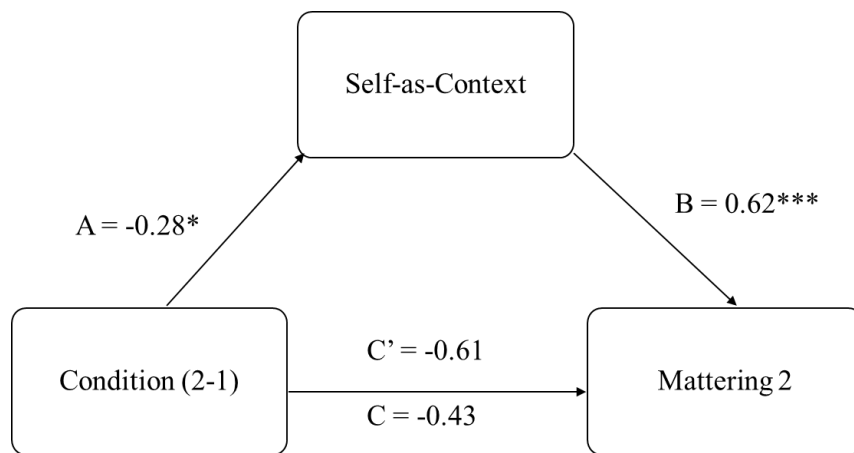 Self-as-Context
A = -0.28*
B = 0.62***
Condition (2-1)
C’ = -0.61
C = -0.43
Mattering 2